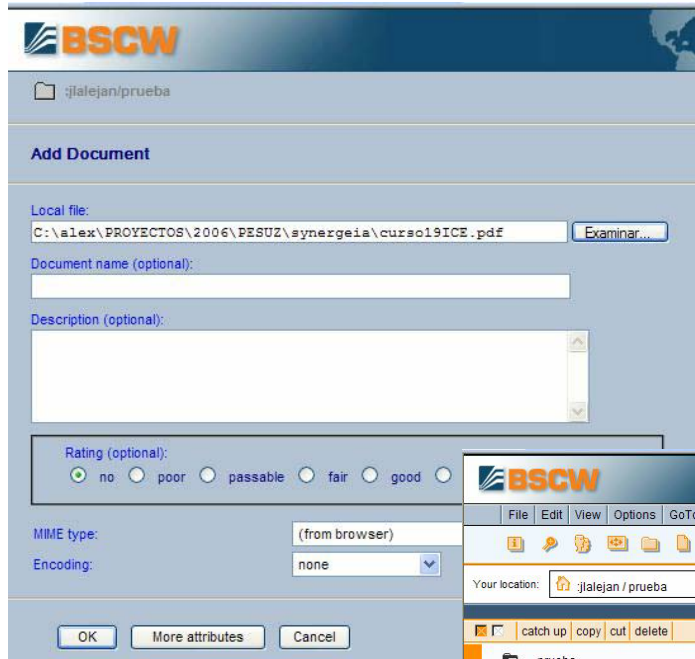 BSCW
:jlalejan/prueba
Add Document
Local file:
C:\alex\PROYECTOS\2006\PESUZ\synergeia\curso19ICE.pdf
Examinar...
Document name (optional):
Description (optional):
Rating (optional):
no poor passable fair good
MIME type: (from browser)
Encoding: none
OK More attributes Cancel
BSCW
File Edit View Options GoTo
Your location: :jlalejan / prueba
catch up copy cut delete
prueba